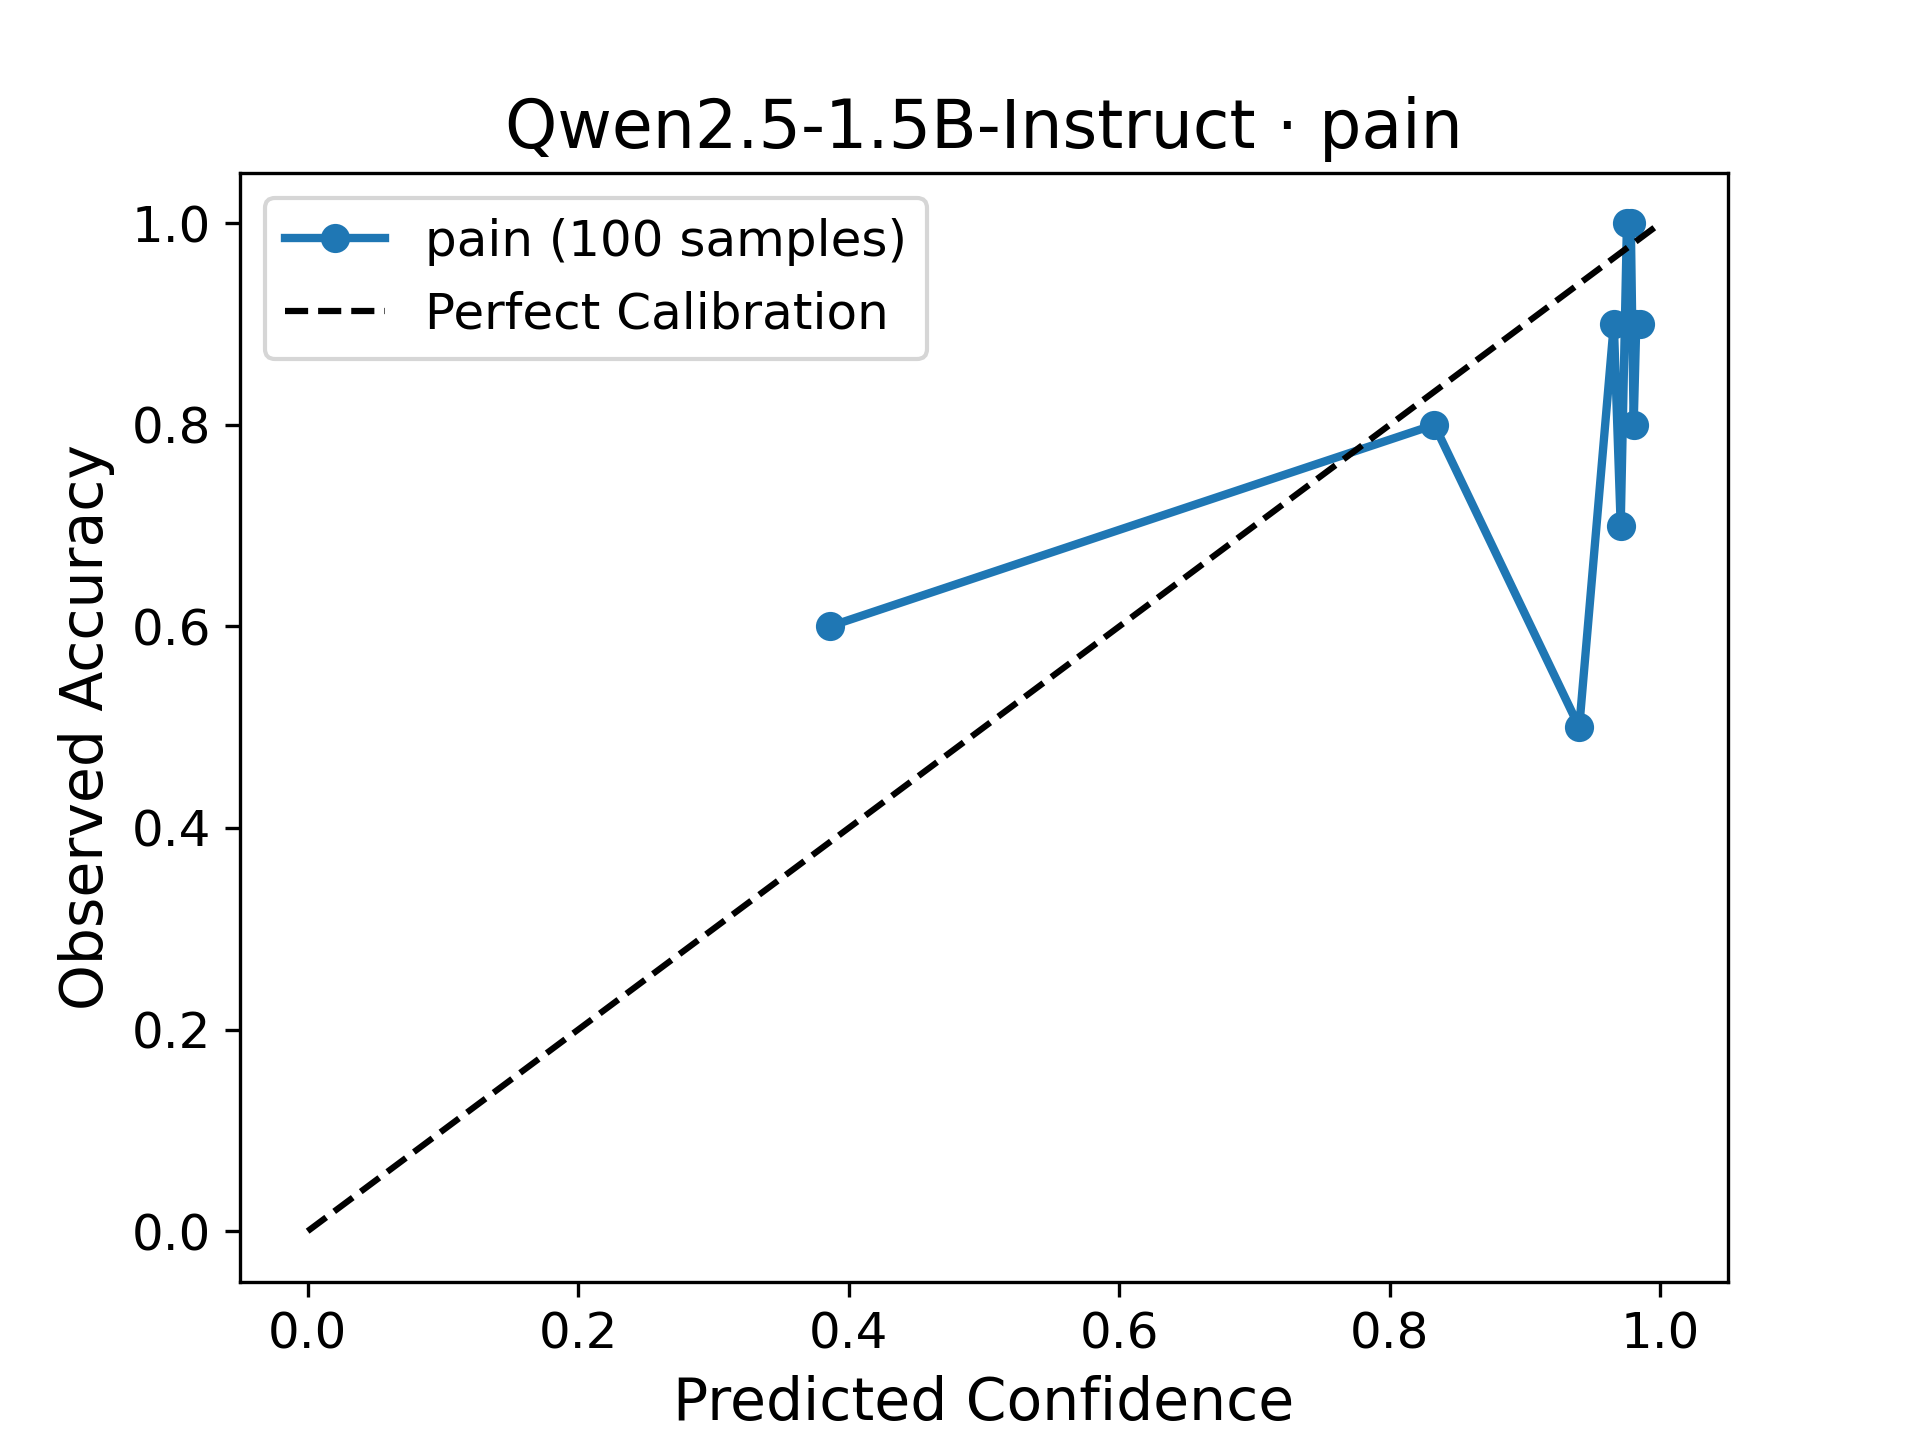 Qwen2.5-1.5B-Instruct · pain
pain (100 samples)
Perfect Calibration
Observed Accuracy
1.0
0.8
0.6
0.4
0.2
0.0
0.0 0.2 0.4 0.6 0.8 1.0
Predicted Confidence